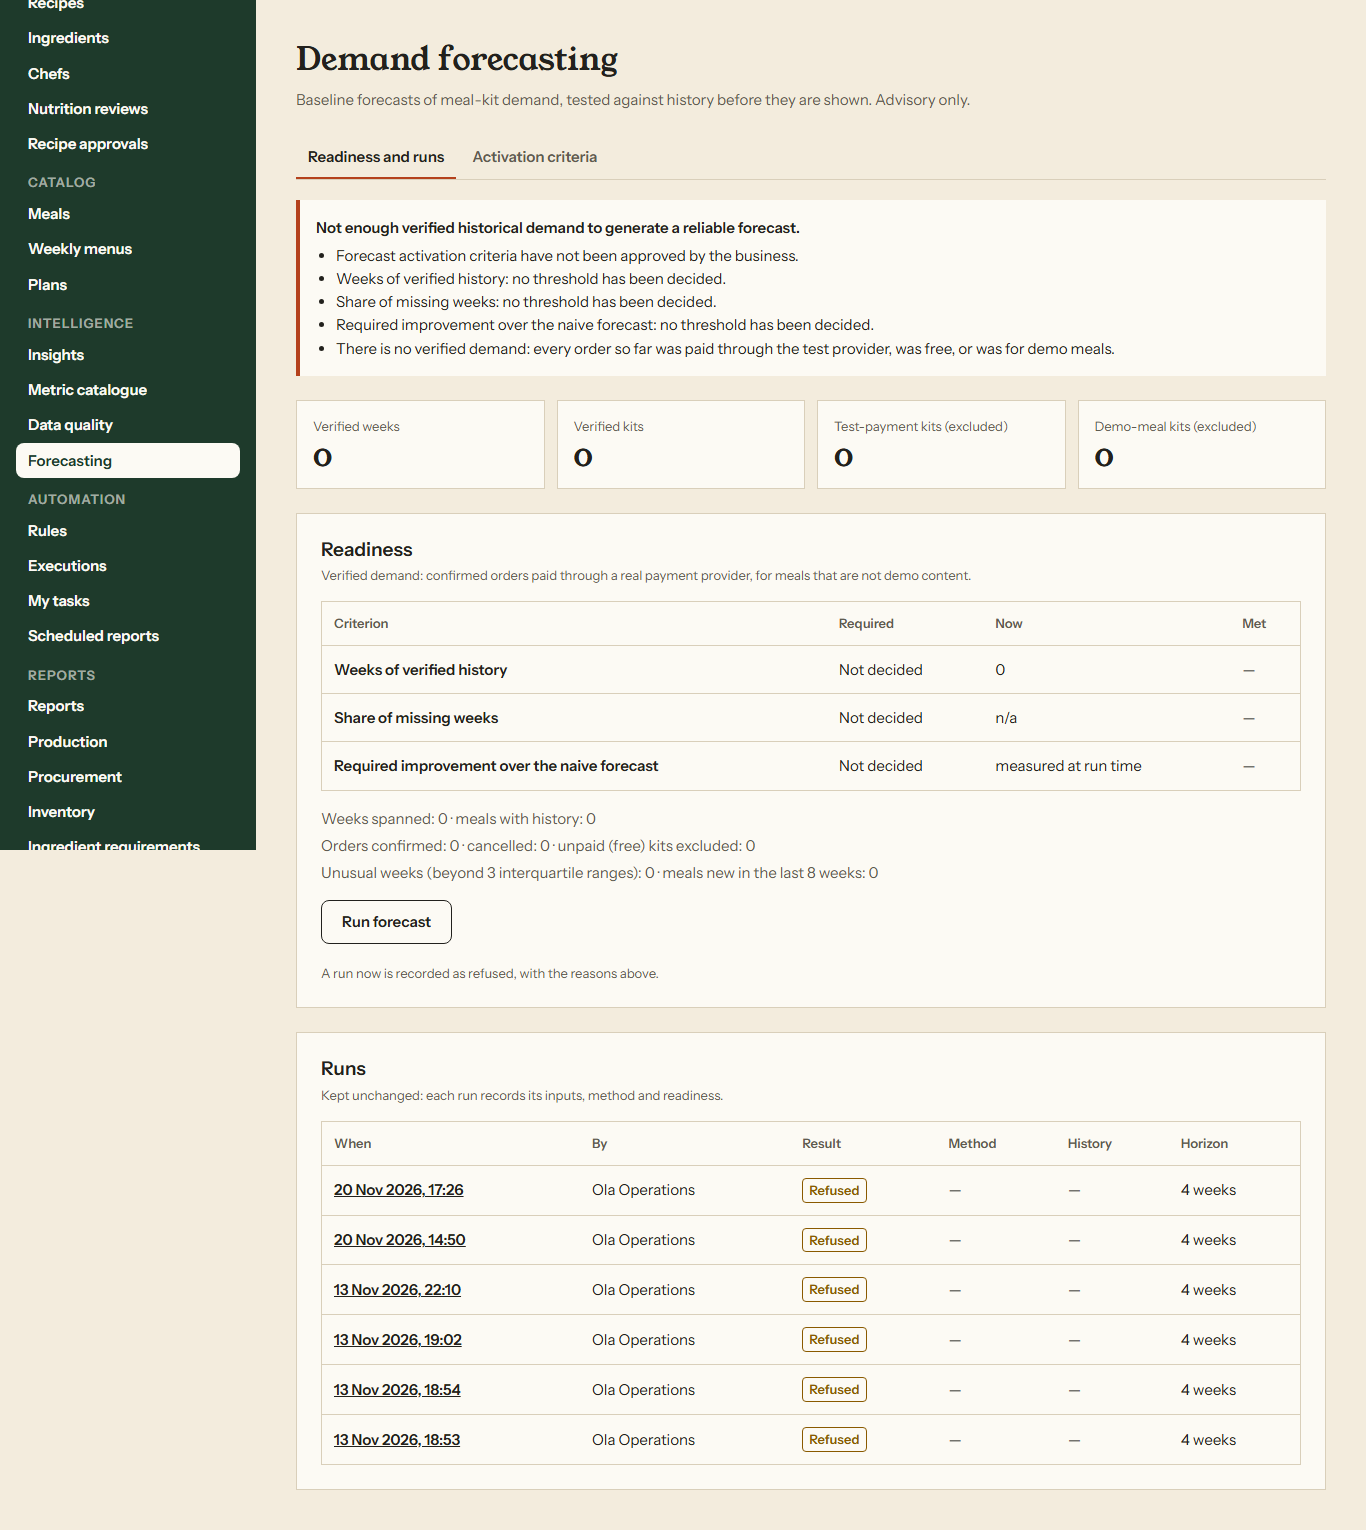 Recipes
Ingredients
Chefs
Nutrition reviews
Recipe approvals
CATALOG
Meals
Weekly menus
Plans
INTELLIGENCE
Insights
Metric catalogue
Data quality
Forecasting
AUTOMATION
Rules
Executions
My tasks
Scheduled reports
REPORTS
Reports
Production
Procurement
Inventory
Ingredient requirements
Demand forecasting
Baseline forecasts of meal-kit demand, tested against history before they are shown. Advisory only.
Readiness and runs Activation criteria
Not enough verified historical demand to generate a reliable forecast.
• Forecast activation criteria have not been approved by the business.
• Weeks of verified history: no threshold has been decided.
• Share of missing weeks: no threshold has been decided.
• Required improvement over the naive forecast: no threshold has been decided.
• There is no verified demand: every order so far was paid through the test provider, was free, or was for demo meals.
Verified weeks Verified kits Test-payment kits (excluded) Demo-meal kits (excluded)
0 0 0 0
Readiness
Verified demand: confirmed orders paid through a real payment provider, for meals that are not demo content.
Criterion Required Now Met
Weeks of verified history Not decided 0 —
Share of missing weeks Not decided n/a —
Required improvement over the naive forecast Not decided measured at run time —
Weeks spanned: 0 · meals with history: 0
Orders confirmed: 0 · cancelled: 0 · unpaid (free) kits excluded: 0
Unusual weeks (beyond 3 interquartile ranges): 0 · meals new in the last 8 weeks: 0
Run forecast
A run now is recorded as refused, with the reasons above.
Runs
Kept unchanged: each run records its inputs, method and readiness.
When By Result Method History Horizon
20 Nov 2026, 17:26 Ola Operations Refused — — 4 weeks
20 Nov 2026, 14:50 Ola Operations Refused — — 4 weeks
13 Nov 2026, 22:10 Ola Operations Refused — — 4 weeks
13 Nov 2026, 19:02 Ola Operations Refused — — 4 weeks
13 Nov 2026, 18:54 Ola Operations Refused — — 4 weeks
13 Nov 2026, 18:53 Ola Operations Refused — — 4 weeks